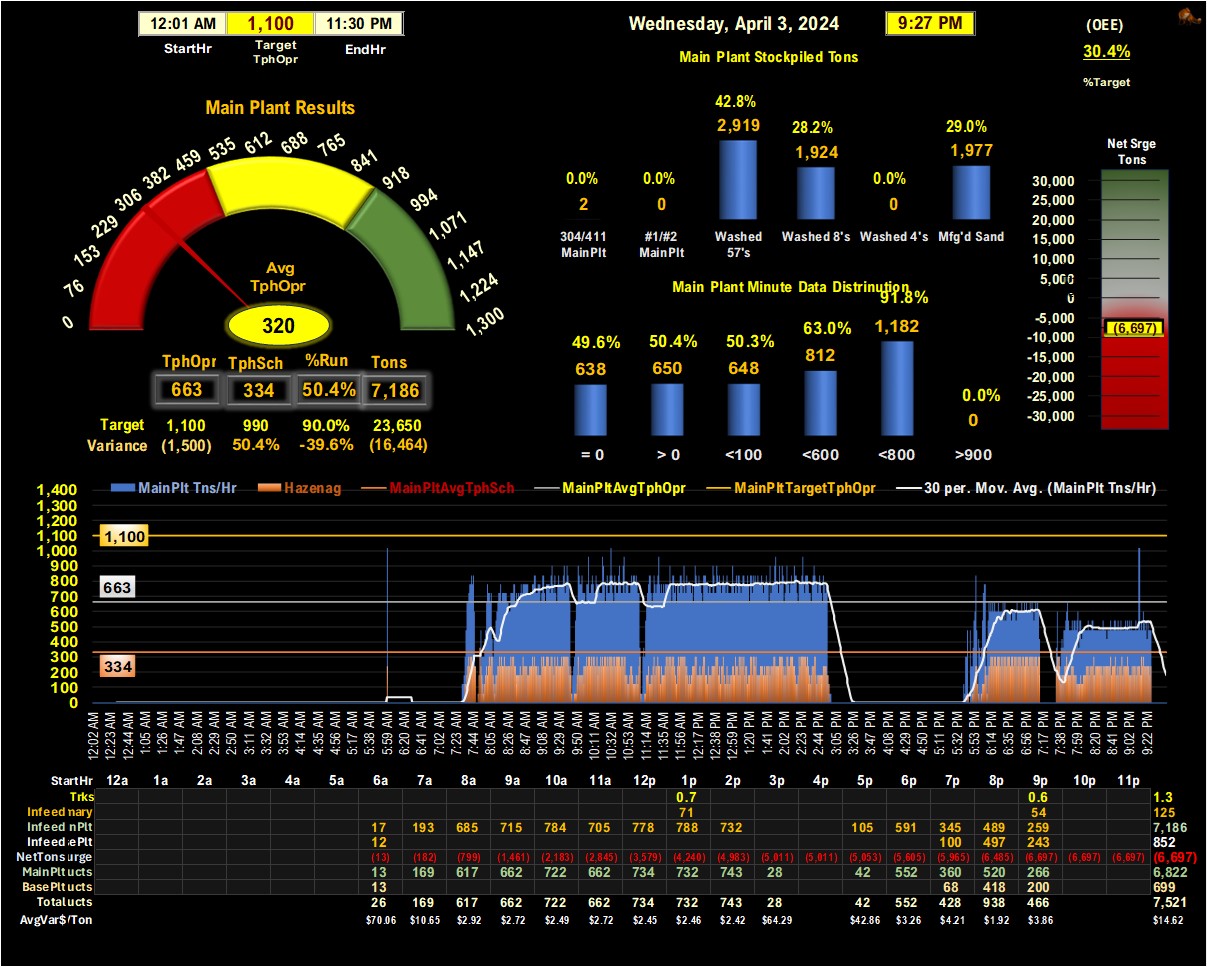 12:01 AM 1,100 11:30 PM
StartHr Target TphOpr EndHr
Wednesday, April 3, 2024 9:27 PM
(OEE)
30.4%
%Target
Main Plant Stockpiled Tons
42.8% 28.2% 29.0%
2,919 1,924 1,977
0.0% 0.0% 0.0%
2 0 0
304/411 MainPlt #1/#2 MainPlt Washed 57's Washed 8's Washed 4's Mfg'd Sand
Main Plant Results
0 76 153 229 306 382 459 535 612 688 765 841 918 994 1,071 1,147 1,224 1,300
Avg
TphOpr
320
TphOpr TphSch %Run Tons
663 334 50.4% 7,186
Target 1,100 990 90.0% 23,650
Variance (1,500) 50.4% -39.6% (16,464)
Main Plant Minute Data Distribution
49.6% 50.4% 50.3% 63.0% 91.8% 0.0%
638 650 648 812 1,182 0
= 0 > 0 <100 <600 <800 >900
Net Srge
Tons
30,000
25,000
20,000
15,000
10,000
5,000
0
-5,000
(6,697)
-10,000
-15,000
-20,000
-25,000
-30,000
MainPlt Tns/Hr Hazenag MainPltAvgTphSch MainPltAvgTphOpr MainPltTargetTphOpr 30 per. Mov. Avg. (MainPlt Tns/Hr)
1,400
1,300
1,200
1,100 1,100
1,000
900
800
700 663
600
500
400
300 334
200
100
0
12:02 AM 12:23 AM 12:44 AM 1:05 AM 1:26 AM 1:47 AM 2:08 AM 2:29 AM 2:50 AM 3:11 AM 3:32 AM 3:53 AM 4:14 AM 4:35 AM 4:56 AM 5:17 AM 5:38 AM 5:59 AM 6:20 AM 6:41 AM 7:02 AM 7:23 AM 7:44 AM 8:05 AM 8:26 AM 8:47 AM 9:08 AM 9:29 AM 9:50 AM 10:11 AM 10:32 AM 10:53 AM 11:14 AM 11:35 AM 11:56 AM 12:17 PM 12:38 PM 12:59 PM 1:20 PM 1:41 PM 2:02 PM 2:23 PM 2:44 PM 3:05 PM 3:26 PM 3:47 PM 4:08 PM 4:29 PM 4:50 PM 5:11 PM 5:32 PM 5:53 PM 6:14 PM 6:35 PM 6:56 PM 7:17 PM 7:38 PM 7:59 PM 8:20 PM 8:41 PM 9:02 PM 9:22 PM
StartHr 12a 1a 2a 3a 4a 5a 6a 7a 8a 9a 10a 11a 12p 1p 2p 3p 4p 5p 6p 7p 8p 9p 10p 11p
Trks 0.7 0.6 1.3
Infeed mary 71 54 125
Infeed nPlt 17 193 685 715 784 705 778 788 732 105 591 345 489 259 7,186
Infeed ePlt 12 100 497 243 852
NetTons urge (13) (182) (799) (1,461) (2,183) (2,845) (3,579) (4,240) (4,983) (5,011) (5,011) (5,053) (5,605) (5,965) (6,485) (6,697) (6,697) (6,697) (6,697)
MainPlt ucts 13 169 617 662 722 662 734 732 743 28 42 552 360 520 266 6,822
BasePlt ucts 13 68 418 200 699
Total ucts 26 169 617 662 722 662 734 732 743 28 42 552 428 938 466 7,521
AvgVar$/Ton $70.06 $10.65 $2.92 $2.72 $2.49 $2.72 $2.45 $2.46 $2.42 $64.29 $42.86 $3.26 $4.21 $1.92 $3.86 $14.62